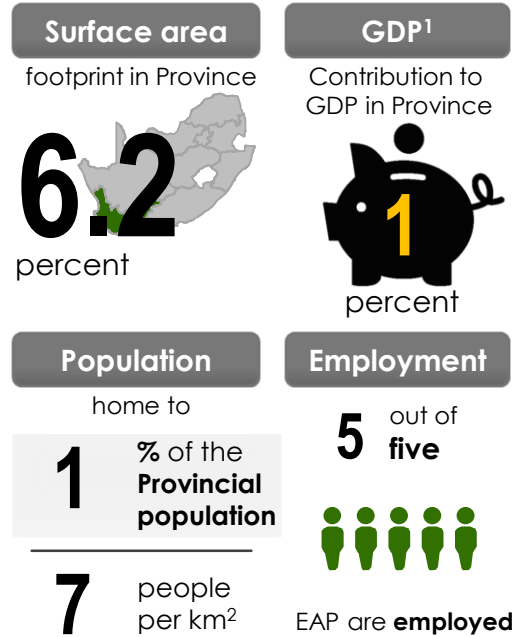 Surface area
footprint in Province
6.2
percent
GDP¹
Contribution to
GDP in Province
1
percent
Population
home to
1
% of the
Provincial
population
7
people
per km²
Employment
5
out of
five
EAP are employed